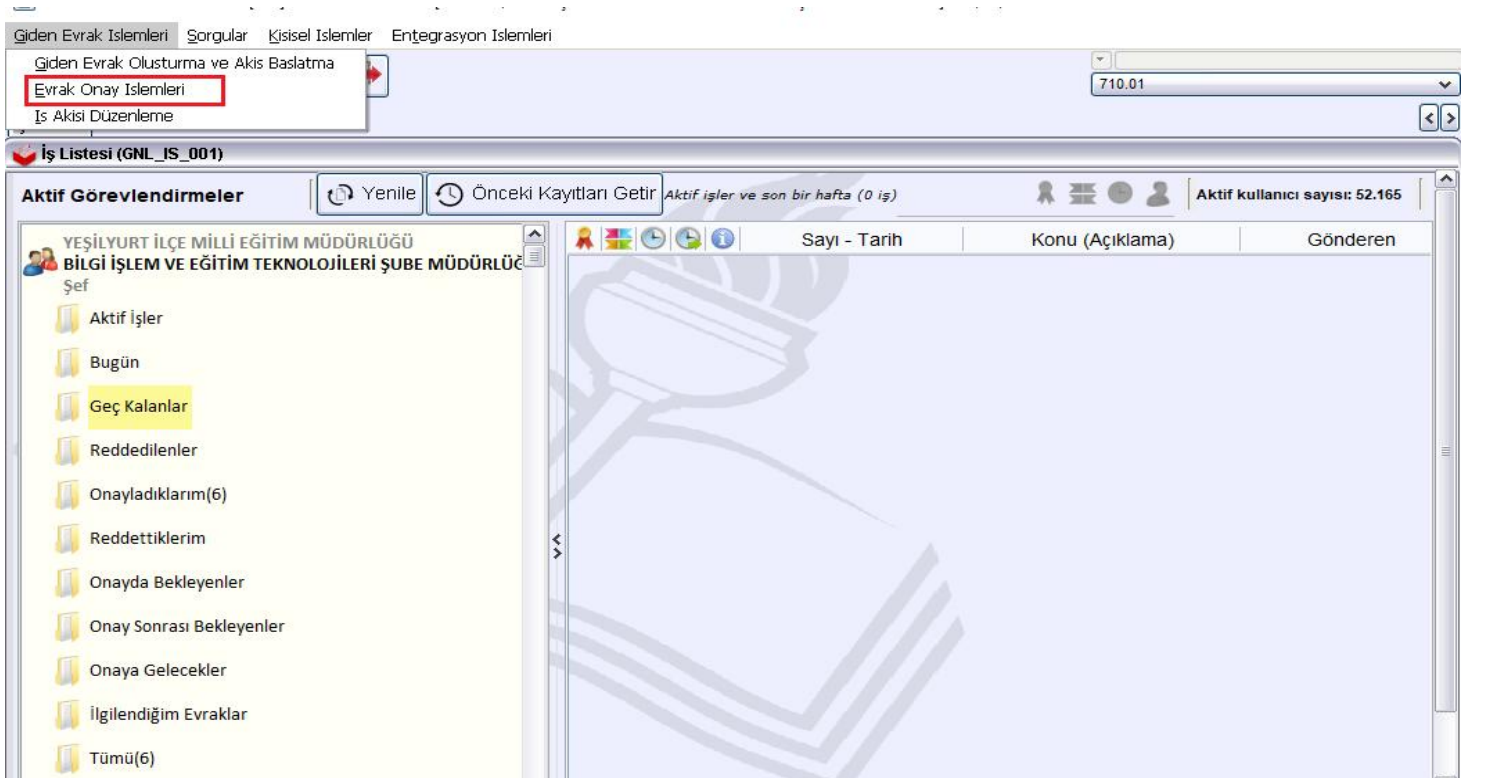 Giden Evrak Islemleri Sorgular Kisisel Islemler Entegrasyon Islemleri
Giden Evrak Olusturma ve Akis Baslatma
Evrak Onay Islemleri
Is Akisi Düzenleme
710.01
İş Listesi (GNL_IS_001)
Aktif Görevlendirmeler Yenile Önceki Kayıtları Getir Aktif işler ve son bir hafta (0 iş) Aktif kullanıcı sayısı: 52.165
YEŞİLYURT İLÇE MİLLİ EĞİTİM MÜDÜRLÜĞÜ
BİLGİ İŞLEM VE EĞİTİM TEKNOLOJİLERİ ŞUBE MÜDÜRLÜĞ
Şef
Sayı - Tarih Konu (Açıklama) Gönderen
Aktif İşler
Bugün
Geç Kalanlar
Reddedilenler
Onayladıklarım(6)
Reddettiklerim
Onayda Bekleyenler
Onay Sonrası Bekleyenler
Onaya Gelecekler
İlgilendiğim Evraklar
Tümü(6)